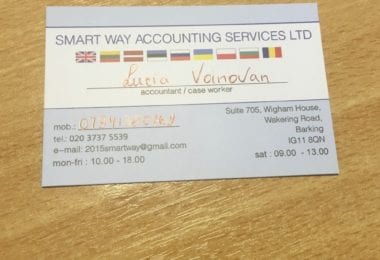 SMART WAY ACCOUNTING SERVICES LTD
Lucia Vanovan
accountant / case worker
Suite 705, Wigham House,
Wakering Road,
Barking
IG11 8QN
mob.:
tel.: 020 3737 5539
e-mail: 2015smartway@gmail.com
mon-fri : 10.00 - 18.00
sat : 09.00 - 13.00